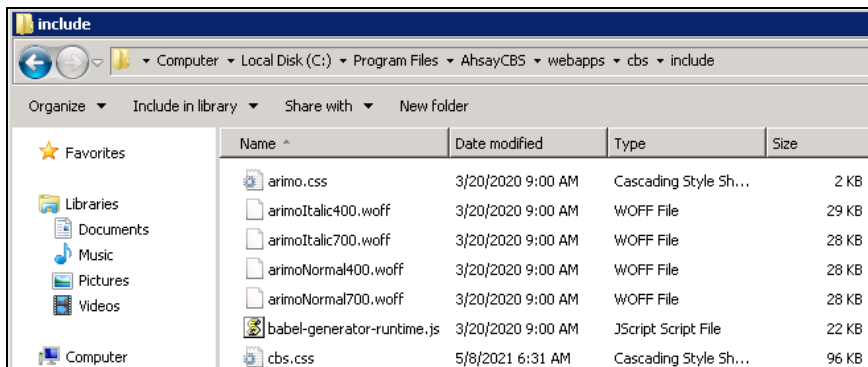 include
Computer Local Disk (C:) Program Files AhsayCBS webapps cbs include
Organize Include in library Share with New folder
Favorites
Libraries
Documents
Music
Pictures
Videos
Computer
Name Date modified Type Size
arimo.css 3/20/2020 9:00 AM Cascading Style Sh... 2 KB
arimoItalic400.woff 3/20/2020 9:00 AM WOFF File 29 KB
arimoItalic700.woff 3/20/2020 9:00 AM WOFF File 28 KB
arimoNormal400.woff 3/20/2020 9:00 AM WOFF File 28 KB
arimoNormal700.woff 3/20/2020 9:00 AM WOFF File 28 KB
babel-generator-runtime.js 3/20/2020 9:00 AM JScript Script File 22 KB
cbs.css 5/8/2021 6:31 AM Cascading Style Sh... 96 KB